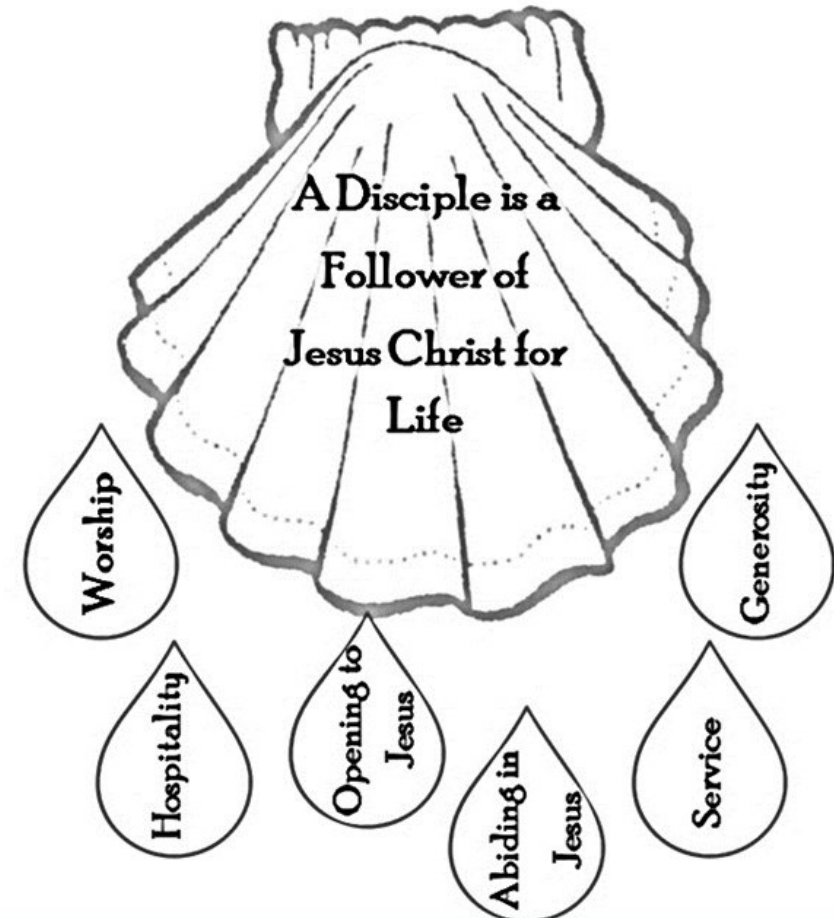 A Disciple is a
Follower of
Jesus Christ for
Life
Worship
Hospitality
Opening to
Jesus
Abiding in
Jesus
Service
Generosity